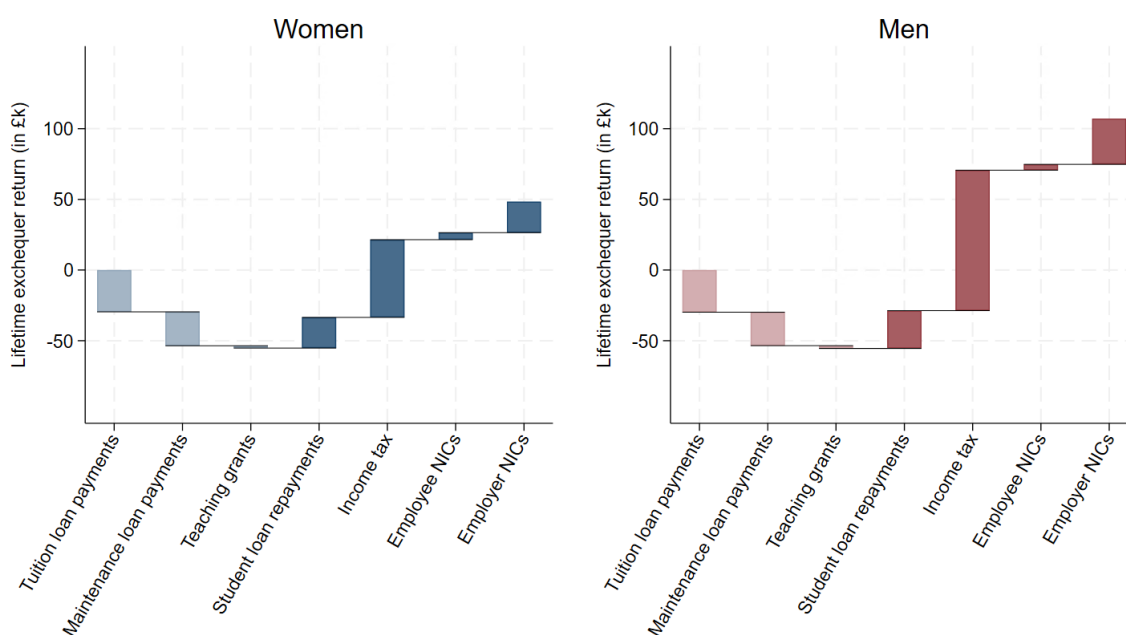 Women
Lifetime exchequer return (in £k)
100
50
0
-50
Tuition loan payments
Maintenance loan payments
Teaching grants
Student loan repayments
Income tax
Employee NICs
Employer NICs
Men
Lifetime exchequer return (in £k)
100
50
0
-50
Tuition loan payments
Maintenance loan payments
Teaching grants
Student loan repayments
Income tax
Employee NICs
Employer NICs